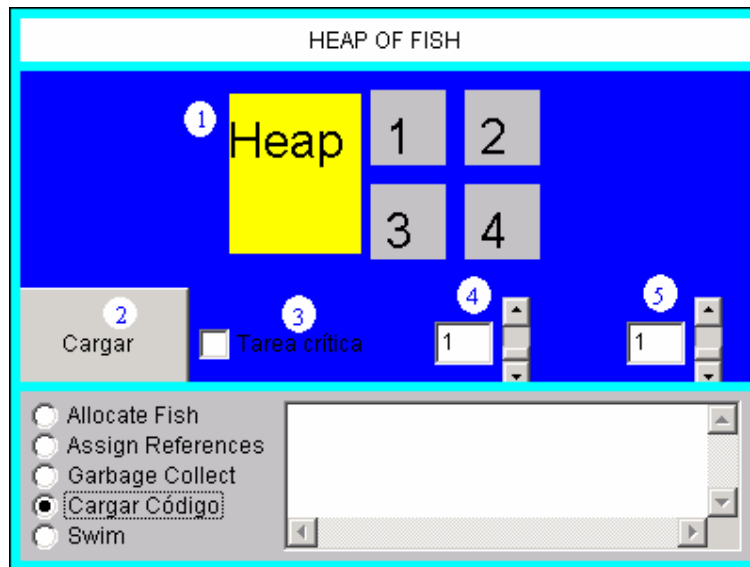 HEAP OF FISH
1
Heap
1 2
3 4
2
3
4
5
Cargar
Tarea crítica
1
1
Allocate Fish
Assign References
Garbage Collect
Cargar Código
Swim